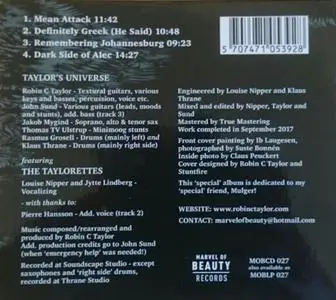 1. Mean Attack 11:42
2. Definitely Greek (He Said) 10:48
3. Remembering Johannesburg 09:23
4. Dark Side of Alec 14:27
5 707471 053928
TAYLOR'S UNIVERSE
Robin C Taylor - Textural guitars, various
keys and basses, percussion, voice etc.
John Sund - Various guitars (leads,
moods and stunts), add. bass (track 3)
Jakob Mygind - Soprano, alto & tenor sax
Thomas TV Ulstrup - Minimoog stunts
Rasmus Grosell - Drums (mainly left) and
Klaus Thrane - Drums (mainly right)
featuring
THE TAYLORETTES
Louise Nipper and Jytte Lindberg -
Vocalizing
- with thanks to:
Pierre Hansson - Add. voice (track 2)
Music composed/rearranged and
produced by Robin C Taylor
Add. production credits go to John Sund
(when 'emergency help' was needed!)
Recorded at Soundscape Studio - except
saxophones and 'right side' drums,
recorded at Thrane Studio
Engineered by Louise Nipper and Klaus
Thrane
Mixed and edited by Nipper, Taylor and
Sund
Mastered by True Mastering
Work completed in September 2017
Front cover painting by Ib Laugesen,
photographed by Suste Bonnén
Inside photo by Claus Peuckert
Cover designed by Robin C Taylor and
Stuntfire
This 'special' album is dedicated to my
'special' friend, Mulger!
WEBSITE: www.robinctaylor.com
CONTACT: marvelofbeauty@hotmail.com
MARVEL OF
BEAUTY
RECORDS
MOBCD 027
also available as
MOBLP 027